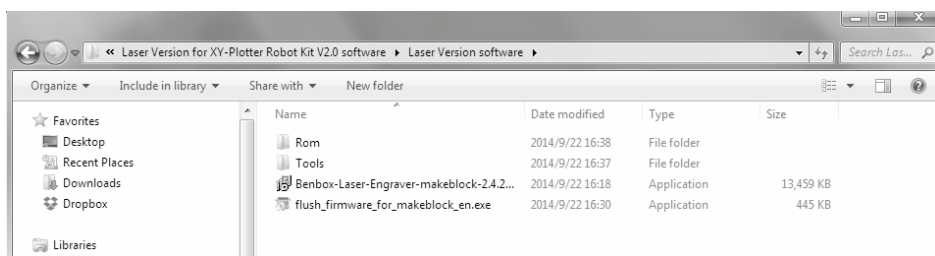 « Laser Version for XY-Plotter Robot Kit V2.0 software ▸ Laser Version software ▸ Search Las...
Organize ▾ Include in library ▾ Share with ▾ New folder
Favorites
Desktop
Recent Places
Downloads
Dropbox
Libraries
Name Date modified Type Size
Rom 2014/9/22 16:38 File folder
Tools 2014/9/22 16:37 File folder
Benbox-Laser-Engraver-makeblock-2.4.2... 2014/9/22 16:18 Application 13,459 KB
flush_firmware_for_makeblock_en.exe 2014/9/22 16:30 Application 445 KB